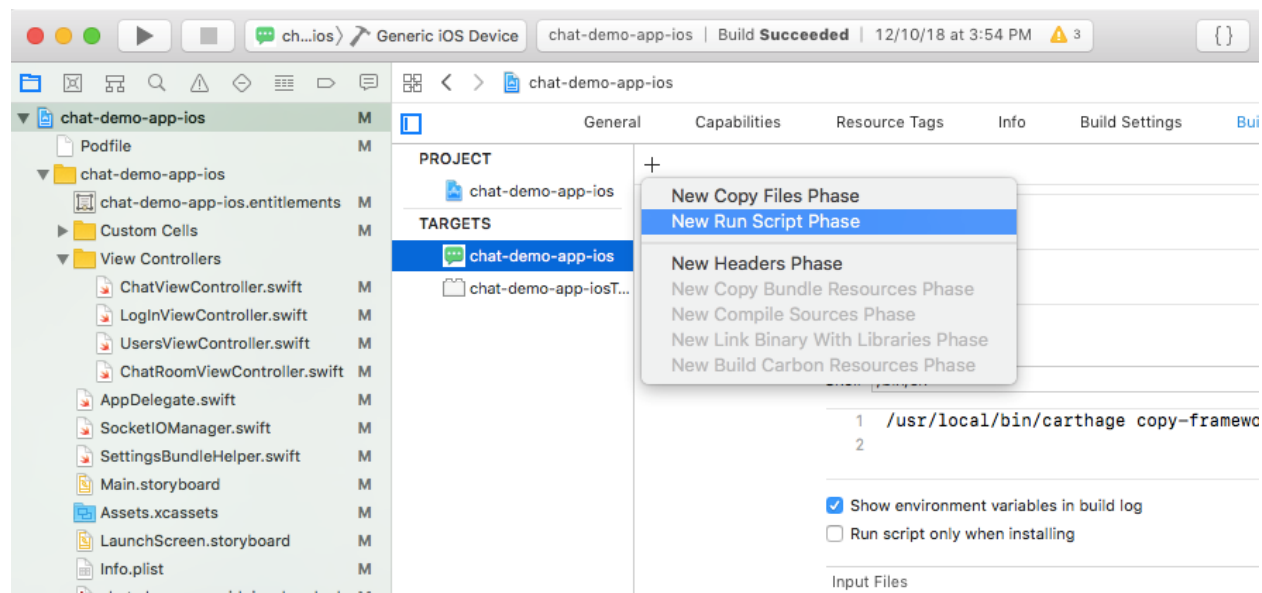 ch...ios〉 Generic iOS Device
chat-demo-app-ios | Build Succeeded | 12/10/18 at 3:54 PM 3
{}
chat-demo-app-ios
chat-demo-app-ios M
Podfile M
chat-demo-app-ios
chat-demo-app-ios.entitlements M
Custom Cells M
View Controllers
ChatViewController.swift M
LogInViewController.swift M
UsersViewController.swift M
ChatRoomViewController.swift M
AppDelegate.swift M
SocketIOManager.swift M
SettingsBundleHelper.swift M
Main.storyboard M
Assets.xcassets M
LaunchScreen.storyboard M
Info.plist M
General Capabilities Resource Tags Info Build Settings Bui
PROJECT
chat-demo-app-ios
TARGETS
chat-demo-app-ios
chat-demo-app-iosT...
+
New Copy Files Phase
New Run Script Phase
New Headers Phase
New Copy Bundle Resources Phase
New Compile Sources Phase
New Link Binary With Libraries Phase
New Build Carbon Resources Phase
1 /usr/local/bin/carthage copy-framewo
2
Show environment variables in build log
Run script only when installing
Input Files